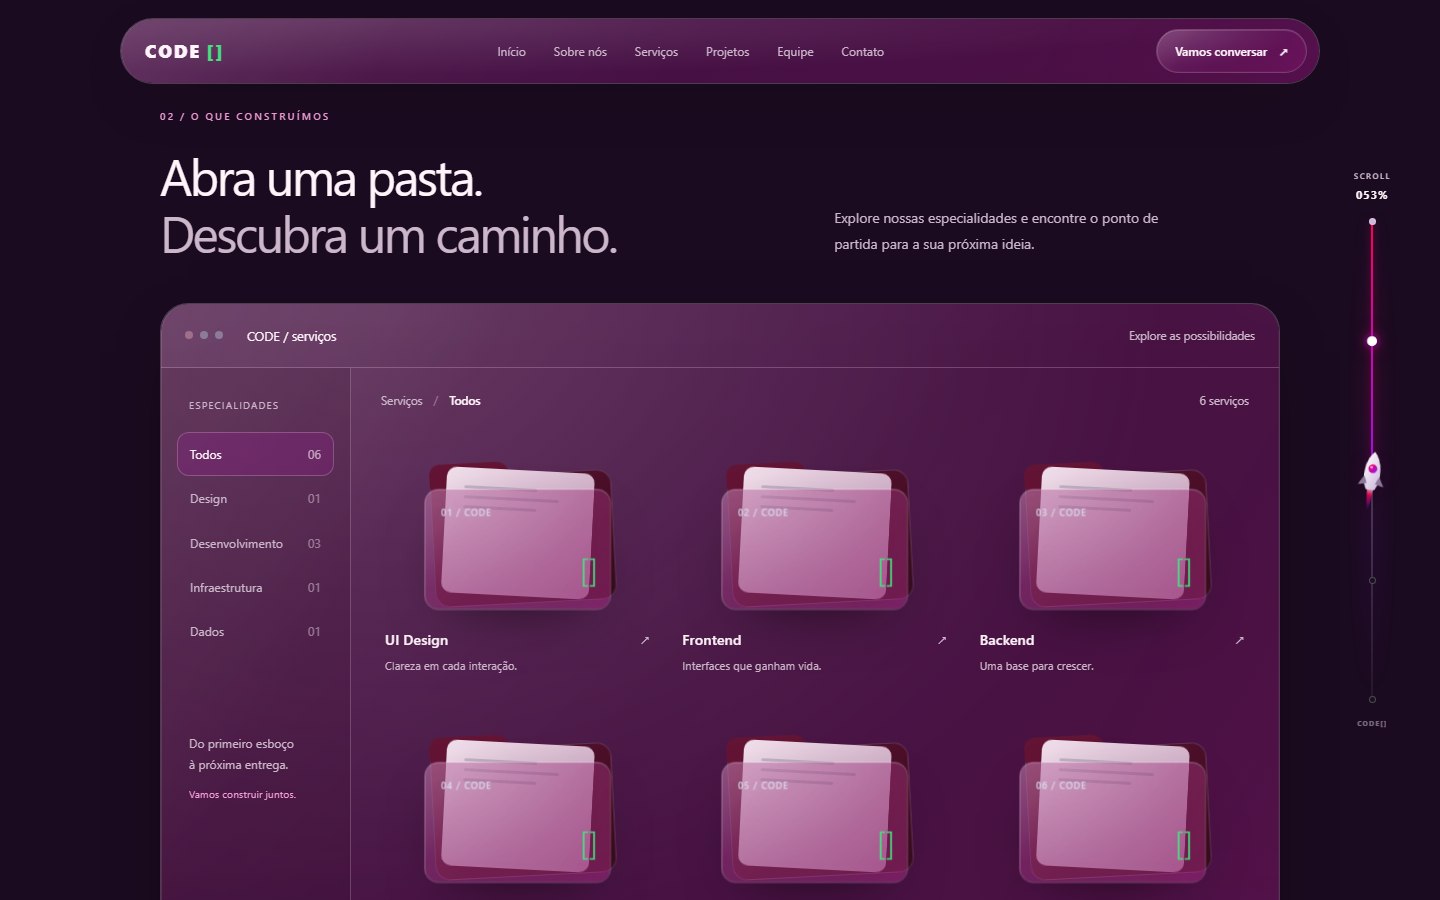 CODE []
Início Sobre nós Serviços Projetos Equipe Contato
Vamos conversar ↗
02 / O QUE CONSTRUÍMOS
Abra uma pasta.
Descubra um caminho.
Explore nossas especialidades e encontre o ponto de
partida para a sua próxima ideia.
SCROLL
053%
CODE / serviços
Explore as possibilidades
ESPECIALIDADES
Todos 06
Design 01
Desenvolvimento 03
Infraestrutura 01
Dados 01
Do primeiro esboço
à próxima entrega.
Vamos construir juntos.
Serviços / Todos
6 serviços
01 / CODE
[]
UI Design ↗
Clareza em cada interação.
02 / CODE
[]
Frontend ↗
Interfaces que ganham vida.
03 / CODE
[]
Backend ↗
Uma base para crescer.
04 / CODE
[]
05 / CODE
[]
06 / CODE
[]
CODE[]